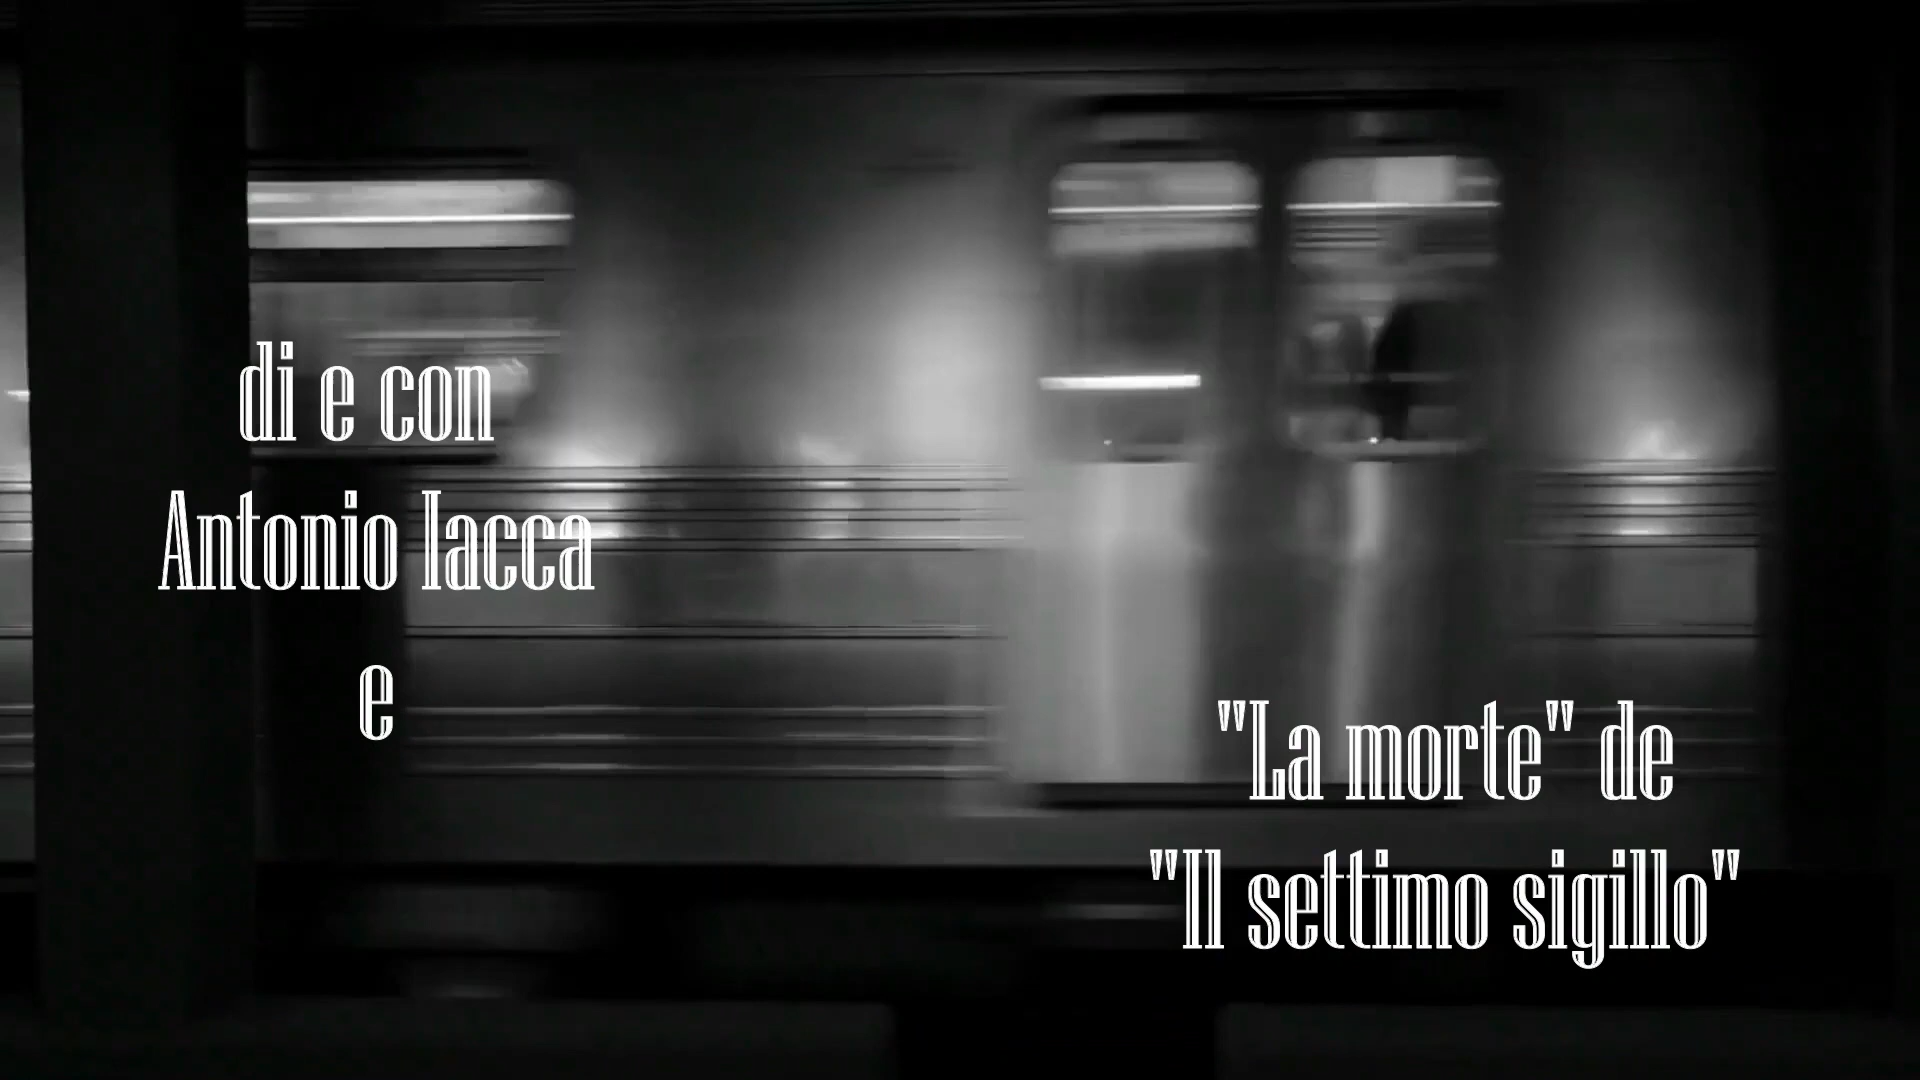 di e con
Antonio Iacca
e
"La morte" de
"Il settimo sigillo"